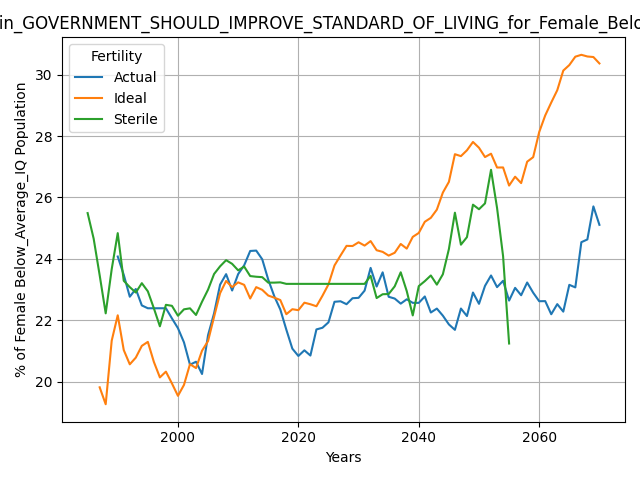 in_GOVERNMENT_SHOULD_IMPROVE_STANDARD_OF_LIVING_for_Female_Belo
Fertility
Actual
Ideal
Sterile
% of Female Below_Average_IQ Population
30
28
26
24
22
20
2000 2020 2040 2060
Years